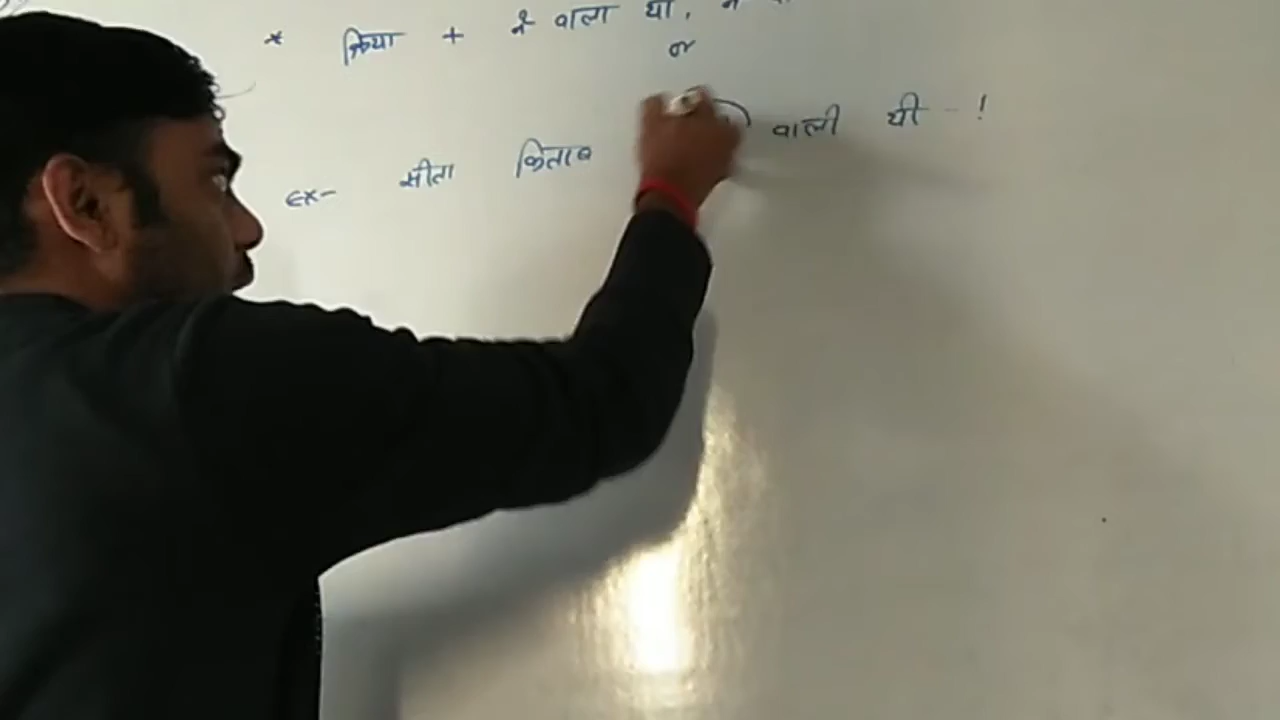 * क्रिया + ने वाला था, न
or
ex- सीता किताब वाली थी - !